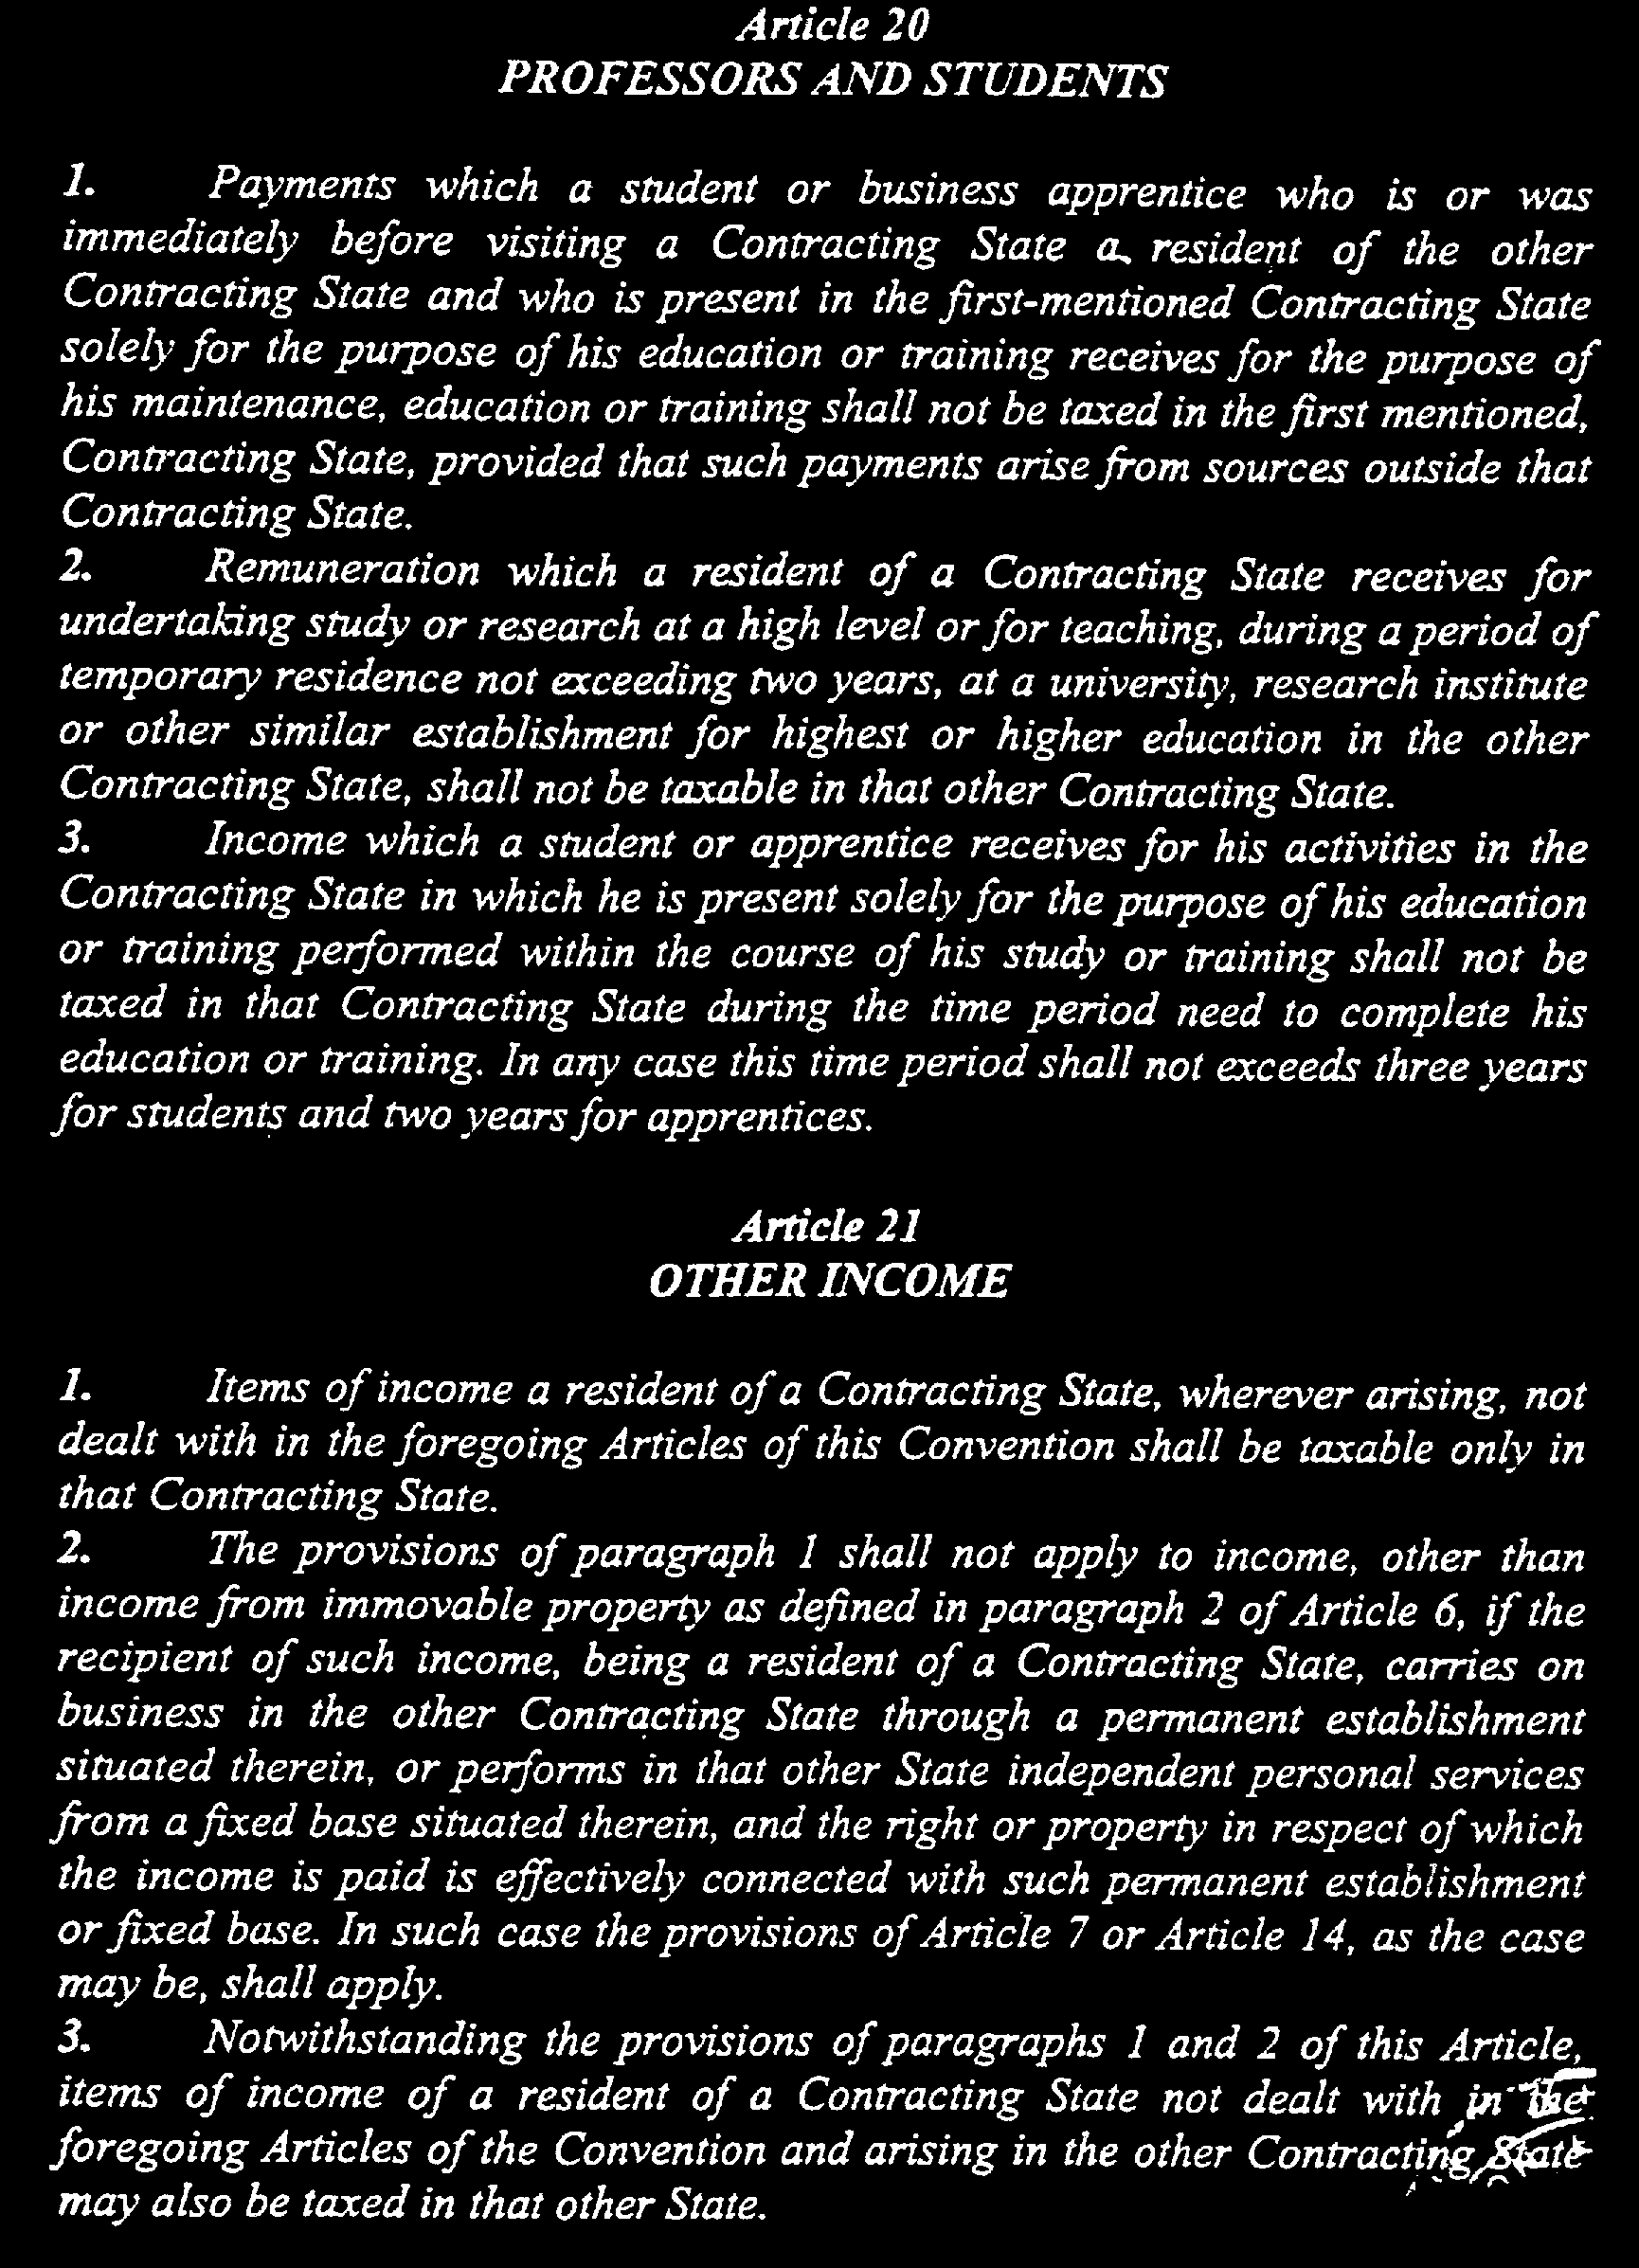 Article 20
PROFESSORS AND STUDENTS
1. Payments which a student or business apprentice who is or was
immediately before visiting a Contracting State a resident of the other
Contracting State and who is present in the first-mentioned Contracting State
solely for the purpose of his education or training receives for the purpose of
his maintenance, education or training shall not be taxed in the first mentioned,
Contracting State, provided that such payments arise from sources outside that
Contracting State.
2. Remuneration which a resident of a Contracting State receives for
undertaking study or research at a high level or for teaching, during a period of
temporary residence not exceeding two years, at a university, research institute
or other similar establishment for highest or higher education in the other
Contracting State, shall not be taxable in that other Contracting State.
3. Income which a student or apprentice receives for his activities in the
Contracting State in which he is present solely for the purpose of his education
or training performed within the course of his study or training shall not be
taxed in that Contracting State during the time period need to complete his
education or training. In any case this time period shall not exceeds three years
for students and two years for apprentices.
Article 21
OTHER INCOME
1. Items of income a resident of a Contracting State, wherever arising, not
dealt with in the foregoing Articles of this Convention shall be taxable only in
that Contracting State.
2. The provisions of paragraph 1 shall not apply to income, other than
income from immovable property as defined in paragraph 2 of Article 6, if the
recipient of such income, being a resident of a Contracting State, carries on
business in the other Contracting State through a permanent establishment
situated therein, or performs in that other State independent personal services
from a fixed base situated therein, and the right or property in respect of which
the income is paid is effectively connected with such permanent establishment
or fixed base. In such case the provisions of Article 7 or Article 14, as the case
may be, shall apply.
3. Notwithstanding the provisions of paragraphs 1 and 2 of this Article,
items of income of a resident of a Contracting State not dealt with in the
foregoing Articles of the Convention and arising in the other Contracting State
may also be taxed in that other State.